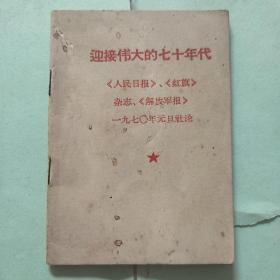 迎接伟大的七十年代
《人民日报》、《红旗》
杂志、《解放军报》
一九七〇年元旦社论